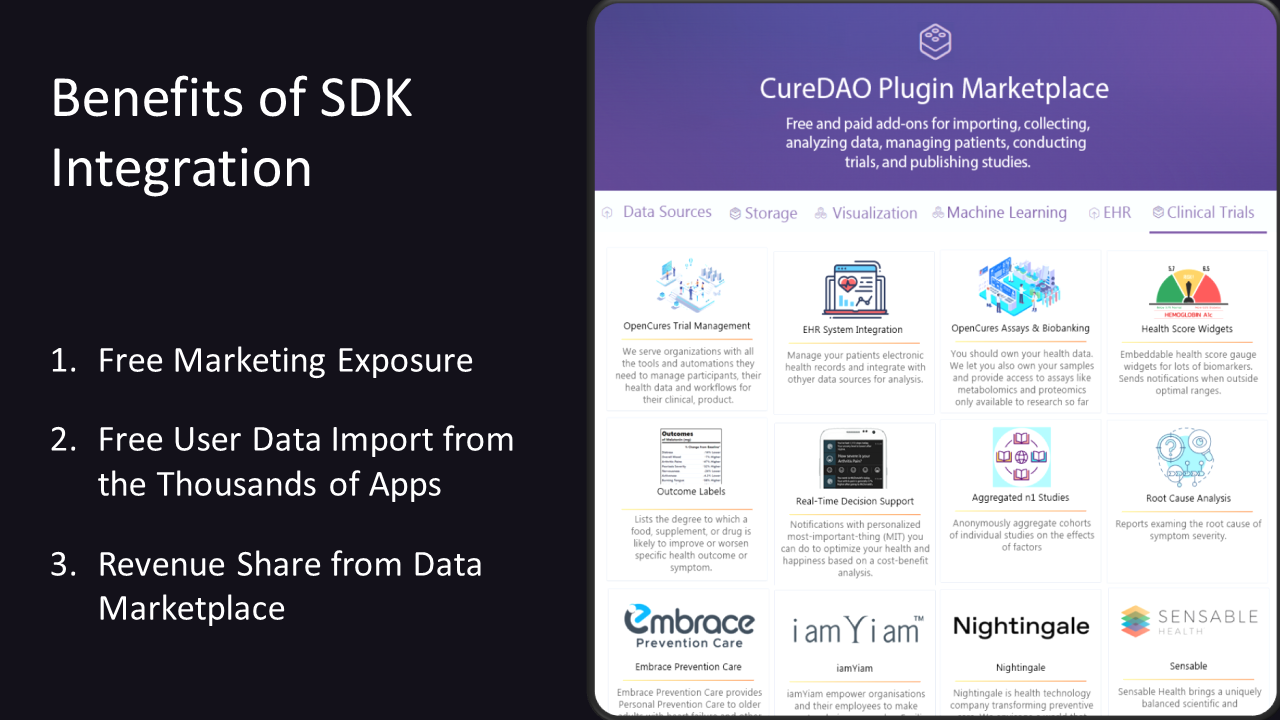 Benefits of SDK
Integration
1. Free Marketing Exposure
2. Free User Data Import from
the Thousands of Apps
3. Revenue Share from Data
Marketplace
CureDAO Plugin Marketplace
Free and paid add-ons for importing, collecting,
analyzing data, managing patients, conducting
trials, and publishing studies.
Data Sources Storage Visualization Machine Learning EHR Clinical Trials
OpenCures Trial Management
We serve organizations with all
the tools and automations they
need to manage participants, their
health data and workflows for
their clinical, product.
EHR System Integration
Manage your patients electronic
health records and integrate with
othyer data sources for analysis.
OpenCures Assays & Biobanking
You should own your health data.
We let you also own your samples
and provide access to assays like
metabolomics and proteomics
only available to research so far
5.7 6.5
HEMOGLOBIN A1c
Health Score Widgets
Embeddable health score gauge
widgets for lots of biomarkers.
Sends notifications when outside
optimal ranges.
Outcomes
Outcome Labels
Lists the degree to which a
food, supplement, or drug is
likely to improve or worsen
specific health outcome or
symptom.
Real-Time Decision Support
Notifications with personalized
most-important-thing (MIT) you
can do to optimize your health and
happiness based on a cost-benefit
analysis.
Aggregated n1 Studies
Anonymously aggregate cohorts
of individual studies on the effects
of factors
Root Cause Analysis
Reports examing the root cause of
symptom severity.
Embrace
Prevention Care
Embrace Prevention Care
Embrace Prevention Care provides
Personal Prevention Care to older
iamYiam™
iamYiam
iamYiam empower organisations
and their employees to make
Nightingale
Nightingale
Nightingale is health technology
company transforming preventive
SENSABLE
HEALTH
Sensable
Sensable Health brings a uniquely
balanced scientific and